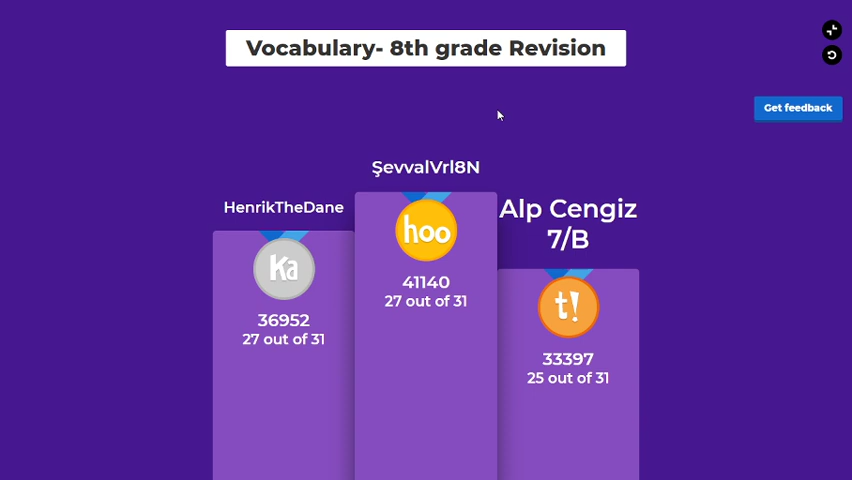 Vocabulary- 8th grade Revision
Get feedback
ŞevvalVrl8N
HenrikTheDane
Alp Cengiz
7/B
hoo
Ka
t!
41140
27 out of 31
36952
27 out of 31
33397
25 out of 31